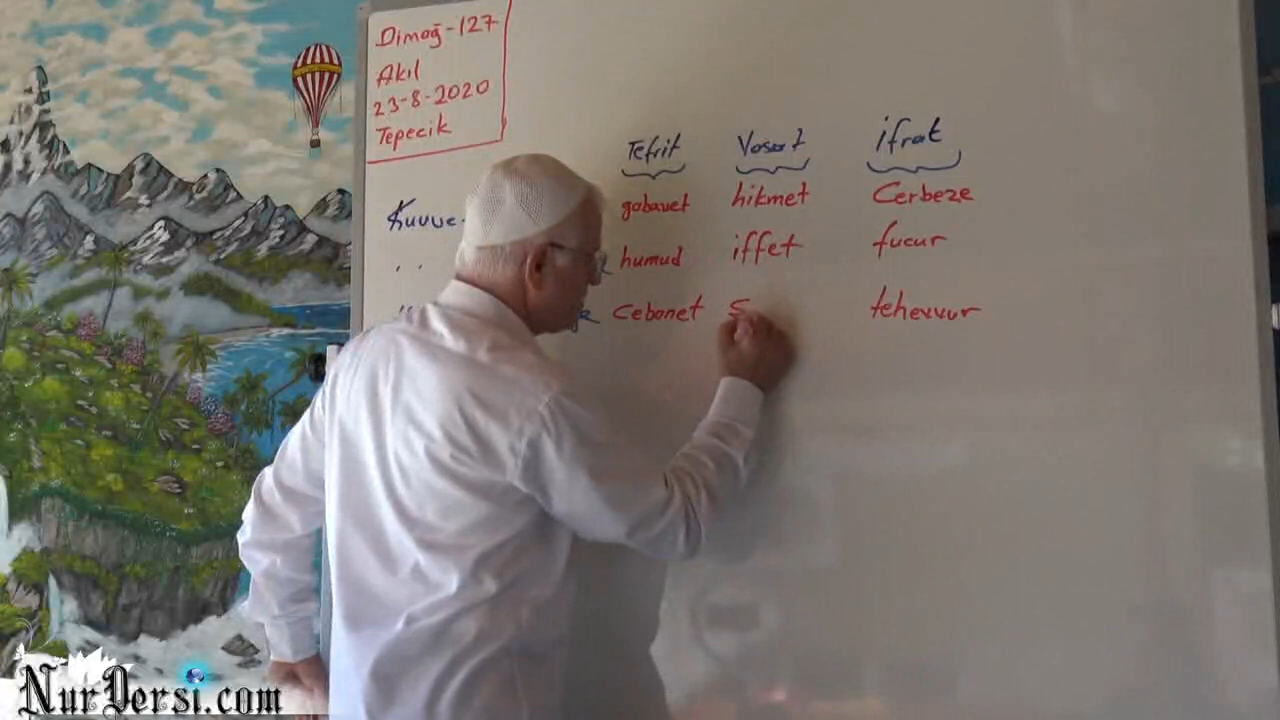 Dimağ-127
Akıl
23-8-2020
Tepecik
Tefrit Vasat İfrat
Kuvve- gabavet hikmet Cerbeze
.. humud iffet fucur
Cebanet Ş tehevvur
NurDersi.com